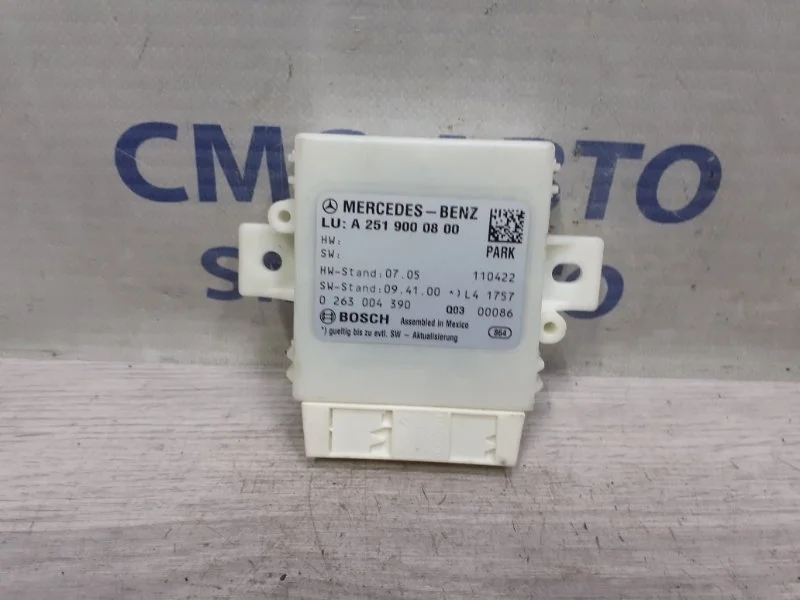 MERCEDES-BENZ
LU: A 251 900 08 00
HW:
SW:
PARK
HW-Stand: 07.05 110422
SW-Stand: 09.41.00 *) L4 1757
0 263 004 390 Q03 00086
BOSCH Assembled in Mexico 864
*) gueltig bis zu evtl. SW - Aktualisierung